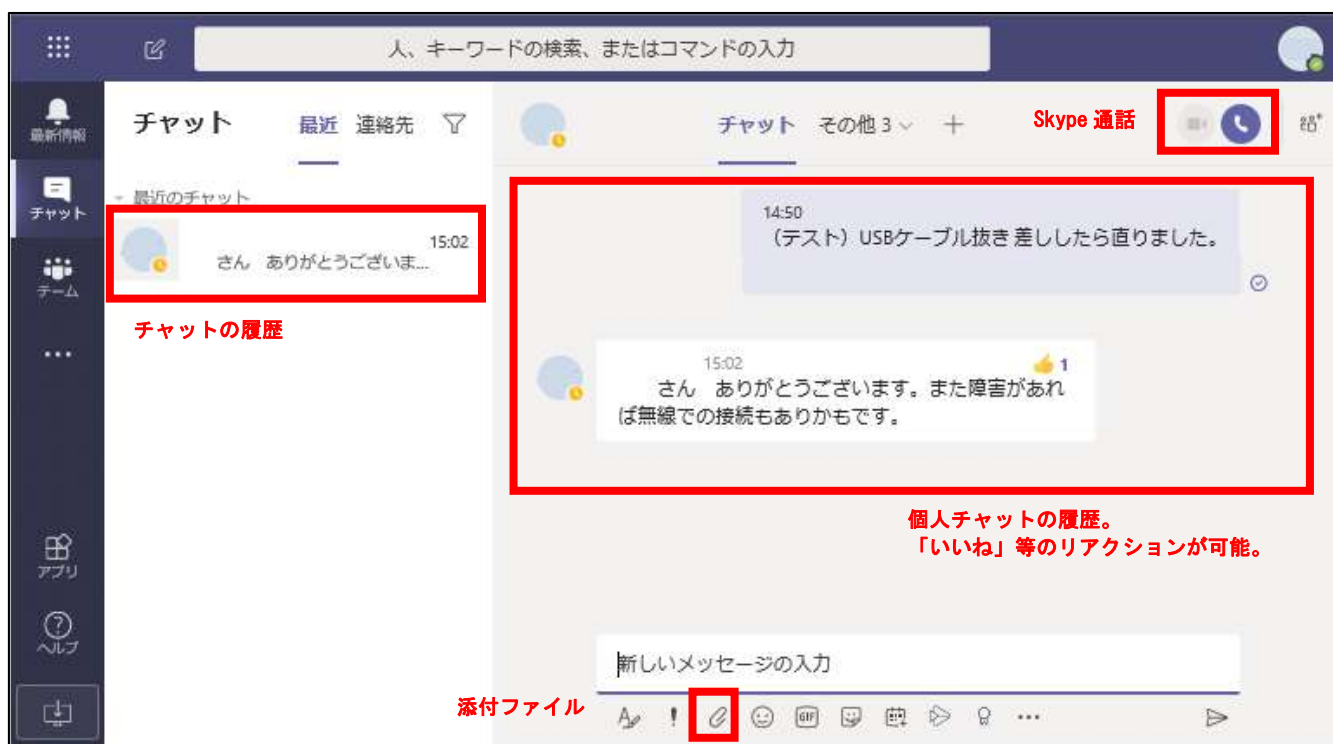 人、キーワードの検索、またはコマンドの入力
最新情報
チャット
チーム
アプリ
ヘルプ
チャット 最近 連絡先
最近のチャット
15:02
さん ありがとうございま...
チャットの履歴
チャット その他 3
Skype 通話
14:50
（テスト）USBケーブル抜き差ししたら直りました。
15:02 👍 1
さん ありがとうございます。また障害があれ
ば無線での接続もありかもです。
個人チャットの履歴。
「いいね」等のリアクションが可能。
新しいメッセージの入力
添付ファイル
GIF